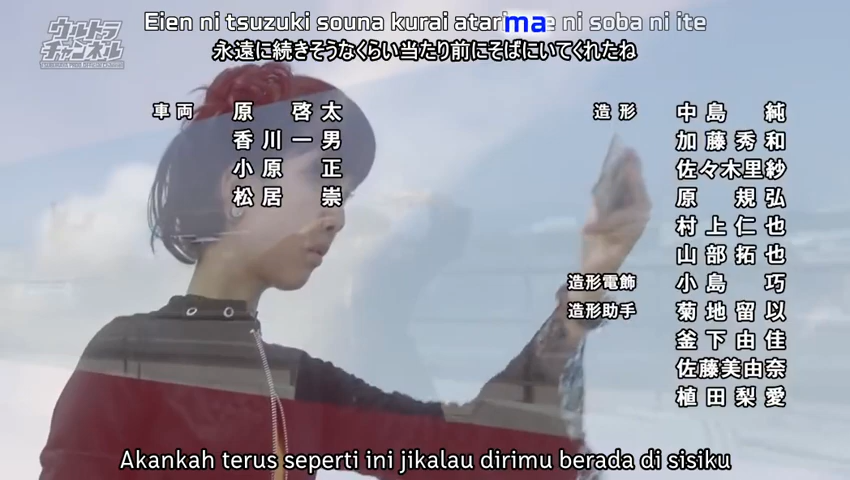 Eien ni tsuzuki souna kurai atarimae ni soba ni ite
永遠に続きそうなくらい当たり前にそばにいてくれたね
ウルトラ
チャンネル
車両 原 啓太
香川一男
小原 正
松居 崇
造形 中島 純
加藤秀和
佐々木里紗
原 規弘
村上仁也
山部拓也
造形電飾 小島 巧
造形助手 菊地留以
釜下由佳
佐藤美由奈
植田梨愛
Akankah terus seperti ini jikalau dirimu berada di sisiku